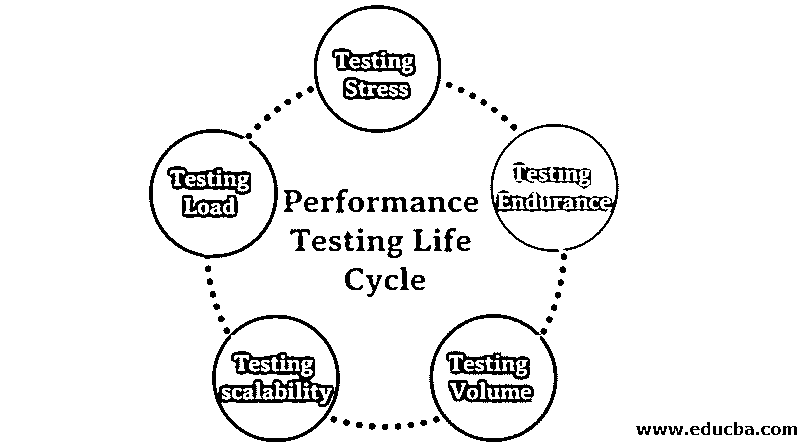 Testing
Stress
Testing
Load
Testing
Endurance
Performance
Testing Life
Cycle
Testing
scalability
Testing
Volume
www.educba.com